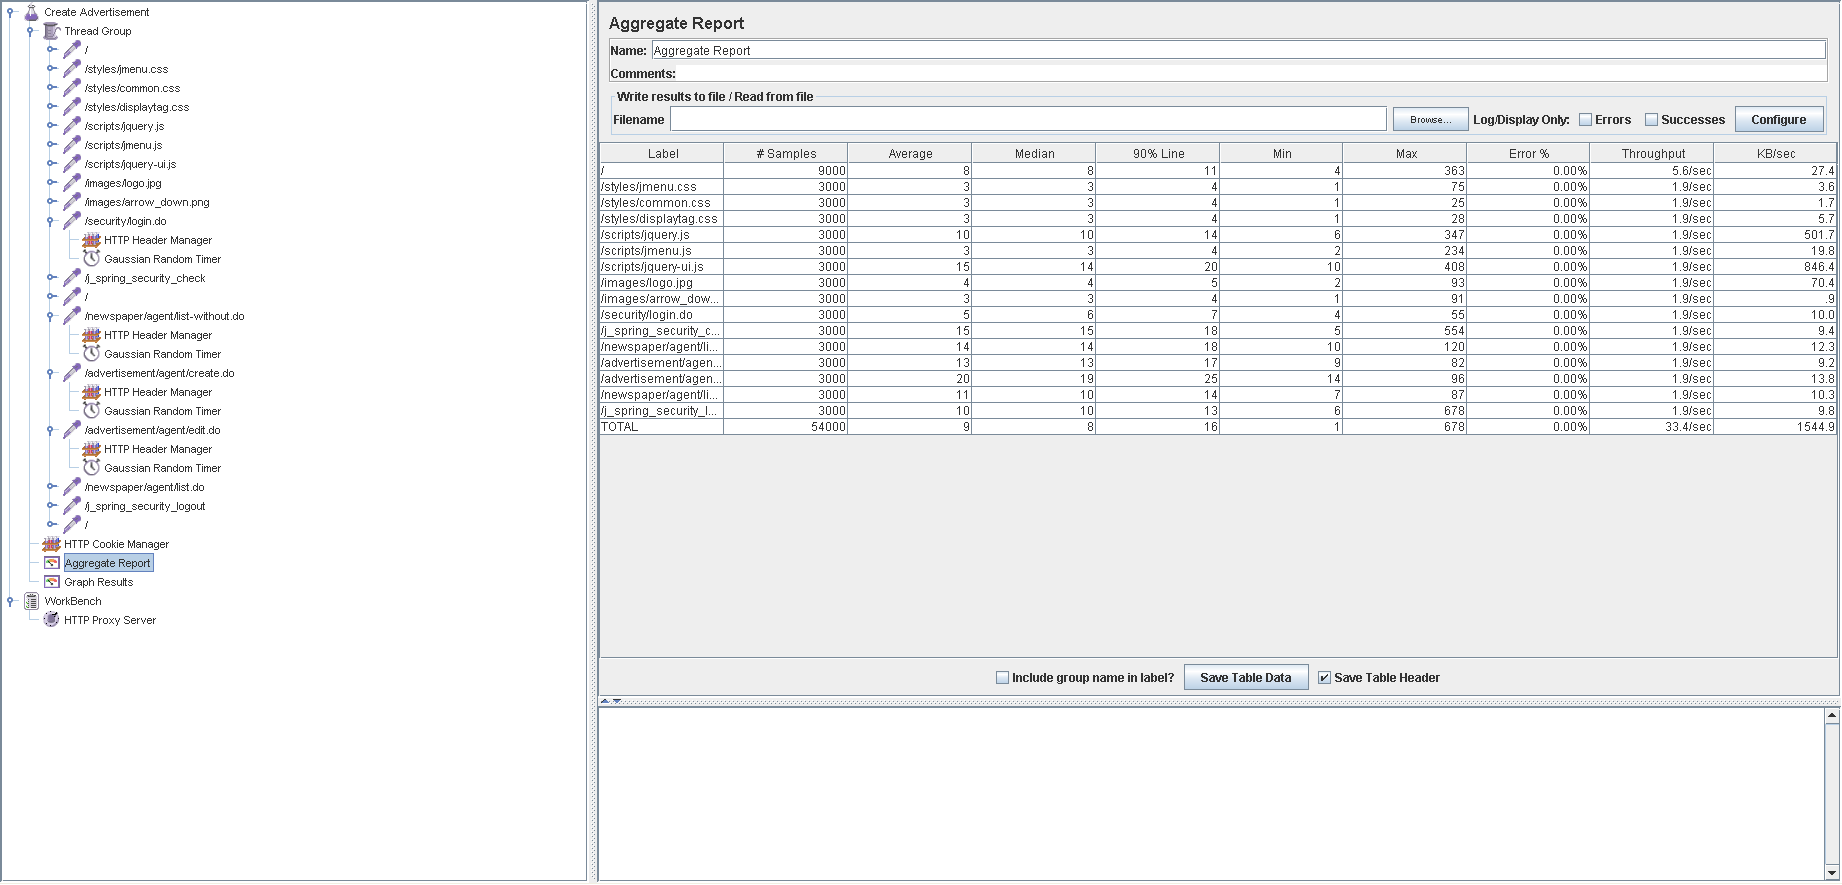 Create Advertisement
Thread Group
/
/styles/jmenu.css
/styles/common.css
/styles/displaytag.css
/scripts/jquery.js
/scripts/jmenu.js
/scripts/jquery-ui.js
/images/logo.jpg
/images/arrow_down.png
/security/login.do
HTTP Header Manager
Gaussian Random Timer
/j_spring_security_check
/
/newspaper/agent/list-without.do
HTTP Header Manager
Gaussian Random Timer
/advertisement/agent/create.do
HTTP Header Manager
Gaussian Random Timer
/advertisement/agent/edit.do
HTTP Header Manager
Gaussian Random Timer
/newspaper/agent/list.do
/j_spring_security_logout
/
HTTP Cookie Manager
Aggregate Report
Graph Results
WorkBench
HTTP Proxy Server
Aggregate Report
Name: Aggregate Report
Comments:
Write results to file / Read from file
Filename Browse... Log/Display Only: Errors Successes Configure
Label # Samples Average Median 90% Line Min Max Error % Throughput KB/sec
/ 9000 8 8 11 4 363 0.00% 5.6/sec 27.4
/styles/jmenu.css 3000 3 3 4 1 75 0.00% 1.9/sec 3.6
/styles/common.css 3000 3 3 4 1 25 0.00% 1.9/sec 1.7
/styles/displaytag.css 3000 3 3 4 1 28 0.00% 1.9/sec 5.7
/scripts/jquery.js 3000 10 10 14 6 347 0.00% 1.9/sec 501.7
/scripts/jmenu.js 3000 3 3 4 2 234 0.00% 1.9/sec 19.8
/scripts/jquery-ui.js 3000 15 14 20 10 408 0.00% 1.9/sec 846.4
/images/logo.jpg 3000 4 4 5 2 93 0.00% 1.9/sec 70.4
/images/arrow_dow... 3000 3 3 4 1 91 0.00% 1.9/sec .9
/security/login.do 3000 5 6 7 4 55 0.00% 1.9/sec 10.0
/j_spring_security_c... 3000 15 15 18 5 554 0.00% 1.9/sec 9.4
/newspaper/agent/li... 3000 14 14 18 10 120 0.00% 1.9/sec 12.3
/advertisement/agen... 3000 13 13 17 9 82 0.00% 1.9/sec 9.2
/advertisement/agen... 3000 20 19 25 14 96 0.00% 1.9/sec 13.8
/newspaper/agent/li... 3000 11 10 14 7 87 0.00% 1.9/sec 10.3
/j_spring_security_l... 3000 10 10 13 6 678 0.00% 1.9/sec 9.8
TOTAL 54000 9 8 16 1 678 0.00% 33.4/sec 1544.9
Include group name in label? Save Table Data Save Table Header